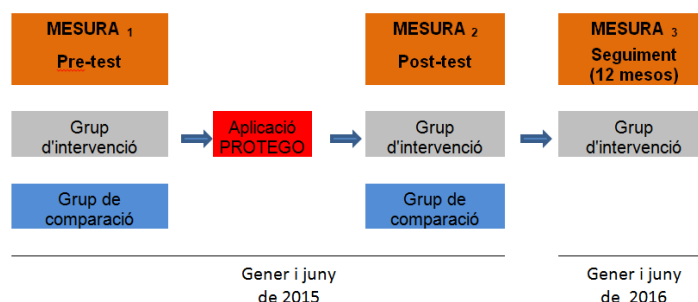 MESURA 1
Pre-test
MESURA 2
Post-test
MESURA 3
Seguiment
(12 mesos)
Grup
d'intervenció
Aplicació
PROTEGO
Grup
d'intervenció
Grup
d'intervenció
Grup de
comparació
Grup de
comparació
Gener i juny
de 2015
Gener i juny
de 2016